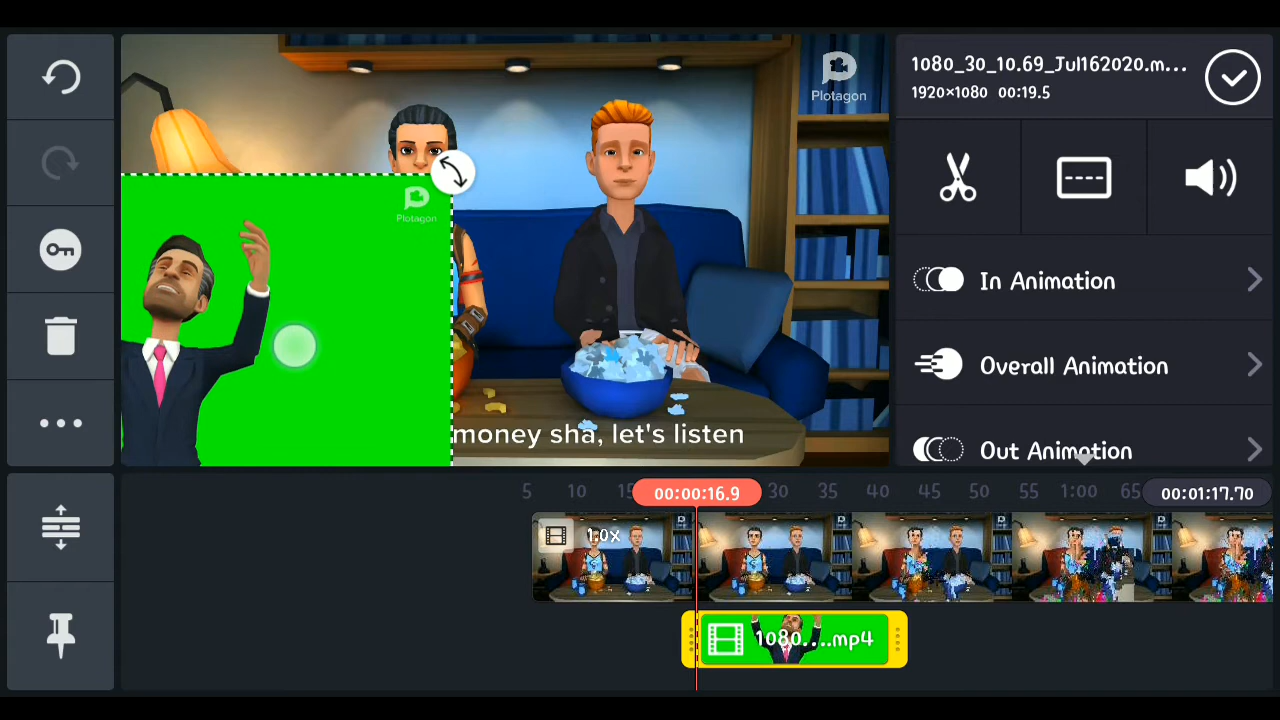 Plotagon
1080_30_10.69_Jul162020.m...
1920×1080 00:19.5
Plotagon
In Animation
Overall Animation
Out Animation
money sha, let's listen
5 10 15 00:00:16.9 30 35 40 45 50 55 1:00 65 00:01:17.70
1.0x
1080....mp4